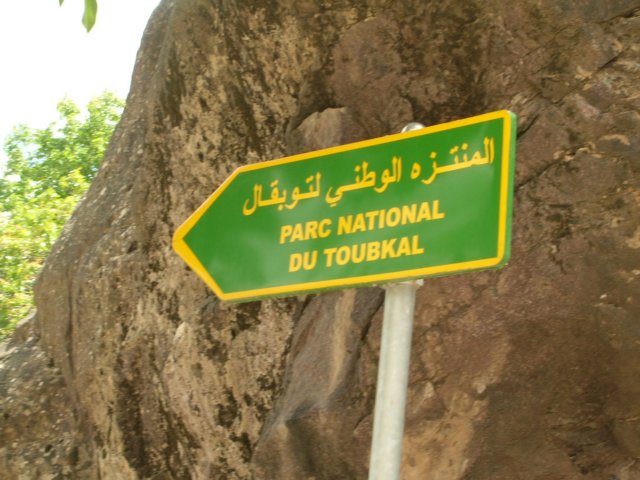 المنتزه الوطني لتوبقال
PARC NATIONAL
DU TOUBKAL